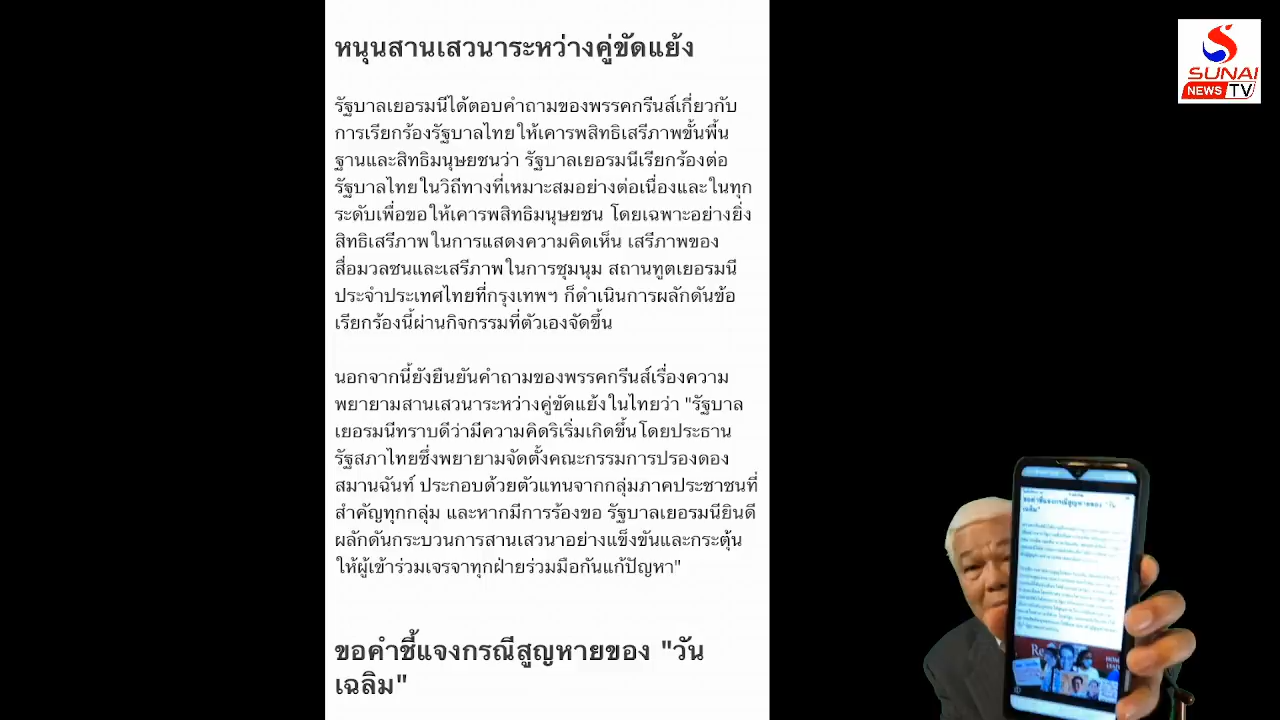 หนุนสานเสวนาระหว่างคู่ขัดแย้ง
รัฐบาลเยอรมนีได้ตอบคำถามของพรรคกรีนส์เกี่ยวกับ
การเรียกร้องรัฐบาลไทยให้เคารพสิทธิเสรีภาพขั้นพื้น
ฐานและสิทธิมนุษยชนว่า รัฐบาลเยอรมนีเรียกร้องต่อ
รัฐบาลไทยในวิถีทางที่เหมาะสมอย่างต่อเนื่องและในทุก
ระดับเพื่อขอให้เคารพสิทธิมนุษยชน โดยเฉพาะอย่างยิ่ง
สิทธิเสรีภาพในการแสดงความคิดเห็น เสรีภาพของ
สื่อมวลชนและเสรีภาพในการชุมนุม สถานทูตเยอรมนี
ประจำประเทศไทยที่กรุงเทพฯ ก็ดำเนินการผลักดันข้อ
เรียกร้องนี้ผ่านกิจกรรมที่ตัวเองจัดขึ้น
นอกจากนี้ยังยืนยันคำถามของพรรคกรีนส์เรื่องความ
พยายามสานเสวนาระหว่างคู่ขัดแย้งในไทยว่า "รัฐบาล
เยอรมนีทราบดีว่ามีความคิดริเริ่มเกิดขึ้นโดยประธาน
รัฐสภาไทยซึ่งพยายามจัดตั้งคณะกรรมการปรองดอง
สมานฉันท์ ประกอบด้วยตัวแทนจากกลุ่มภาคประชาชนที่
สำคัญทุกกลุ่ม และหากมีการร้องขอ รัฐบาลเยอรมนียินดี
ผลักดันกระบวนการสานเสวนาอย่างแข็งขันและกระตุ้น
ให้ผู้เข้าร่วมเจรจาทุกฝ่ายร่วมมือกันแก้ปัญหา"
ขอคำชี้แจงกรณีสูญหายของ "วัน
เฉลิม"
SUNAI
NEWS TV
ขอคำชี้แจงกรณีสูญหายของ "วัน
เฉลิม"